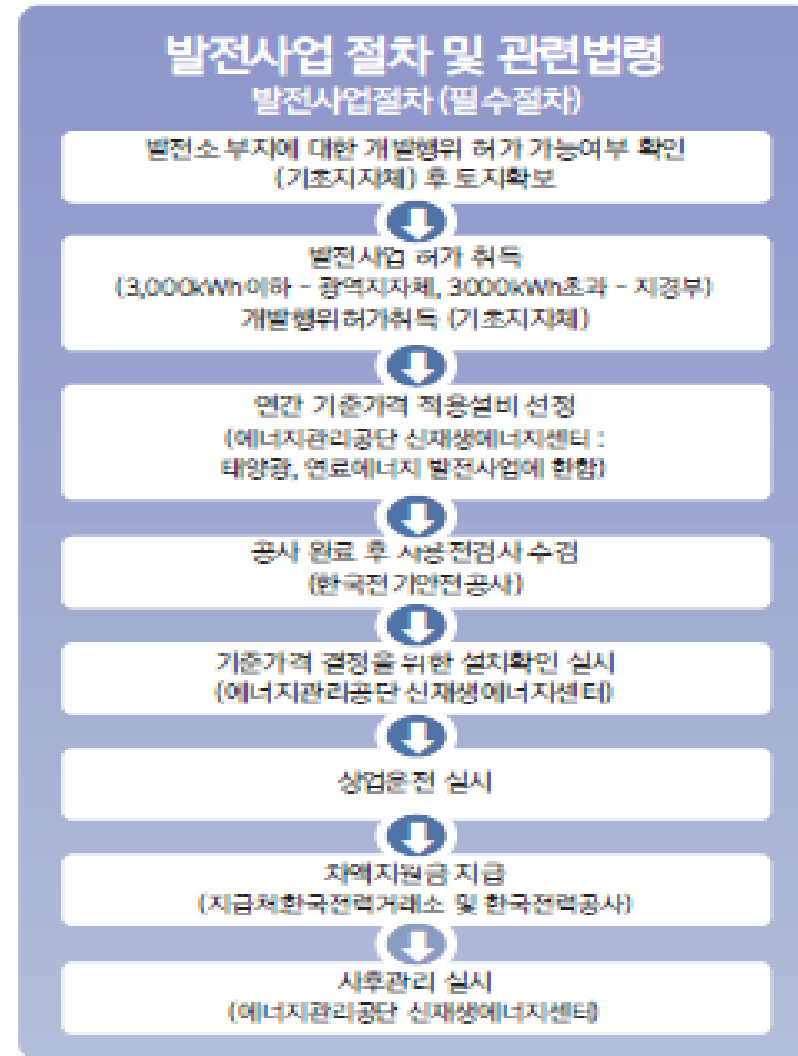 발전사업 절차 및 관련법령
발전사업절차 (필수절차)
발전소 부지에 대한 개발행위 허가 가능여부 확인
(기초지자체) 후 토지확보
발전사업 허가 취득
(3,000kWh이하 - 광역지자체, 3000kWh초과 - 지경부)
개발행위허가취득 (기초지자체)
연간 기준가격 적용설비 선정
(에너지관리공단 신재생에너지센터 :
태양광, 연료에너지 발전사업에 한함)
공사 완료 후 사용전검사 수검
(한국전기안전공사)
기준가격 결정을 위한 설치확인 실시
(에너지관리공단 신재생에너지센터)
상업운전 실시
차액지원금 지급
(지급처:한국전력거래소 및 한국전력공사)
사후관리 실시
(에너지관리공단 신재생에너지센터)